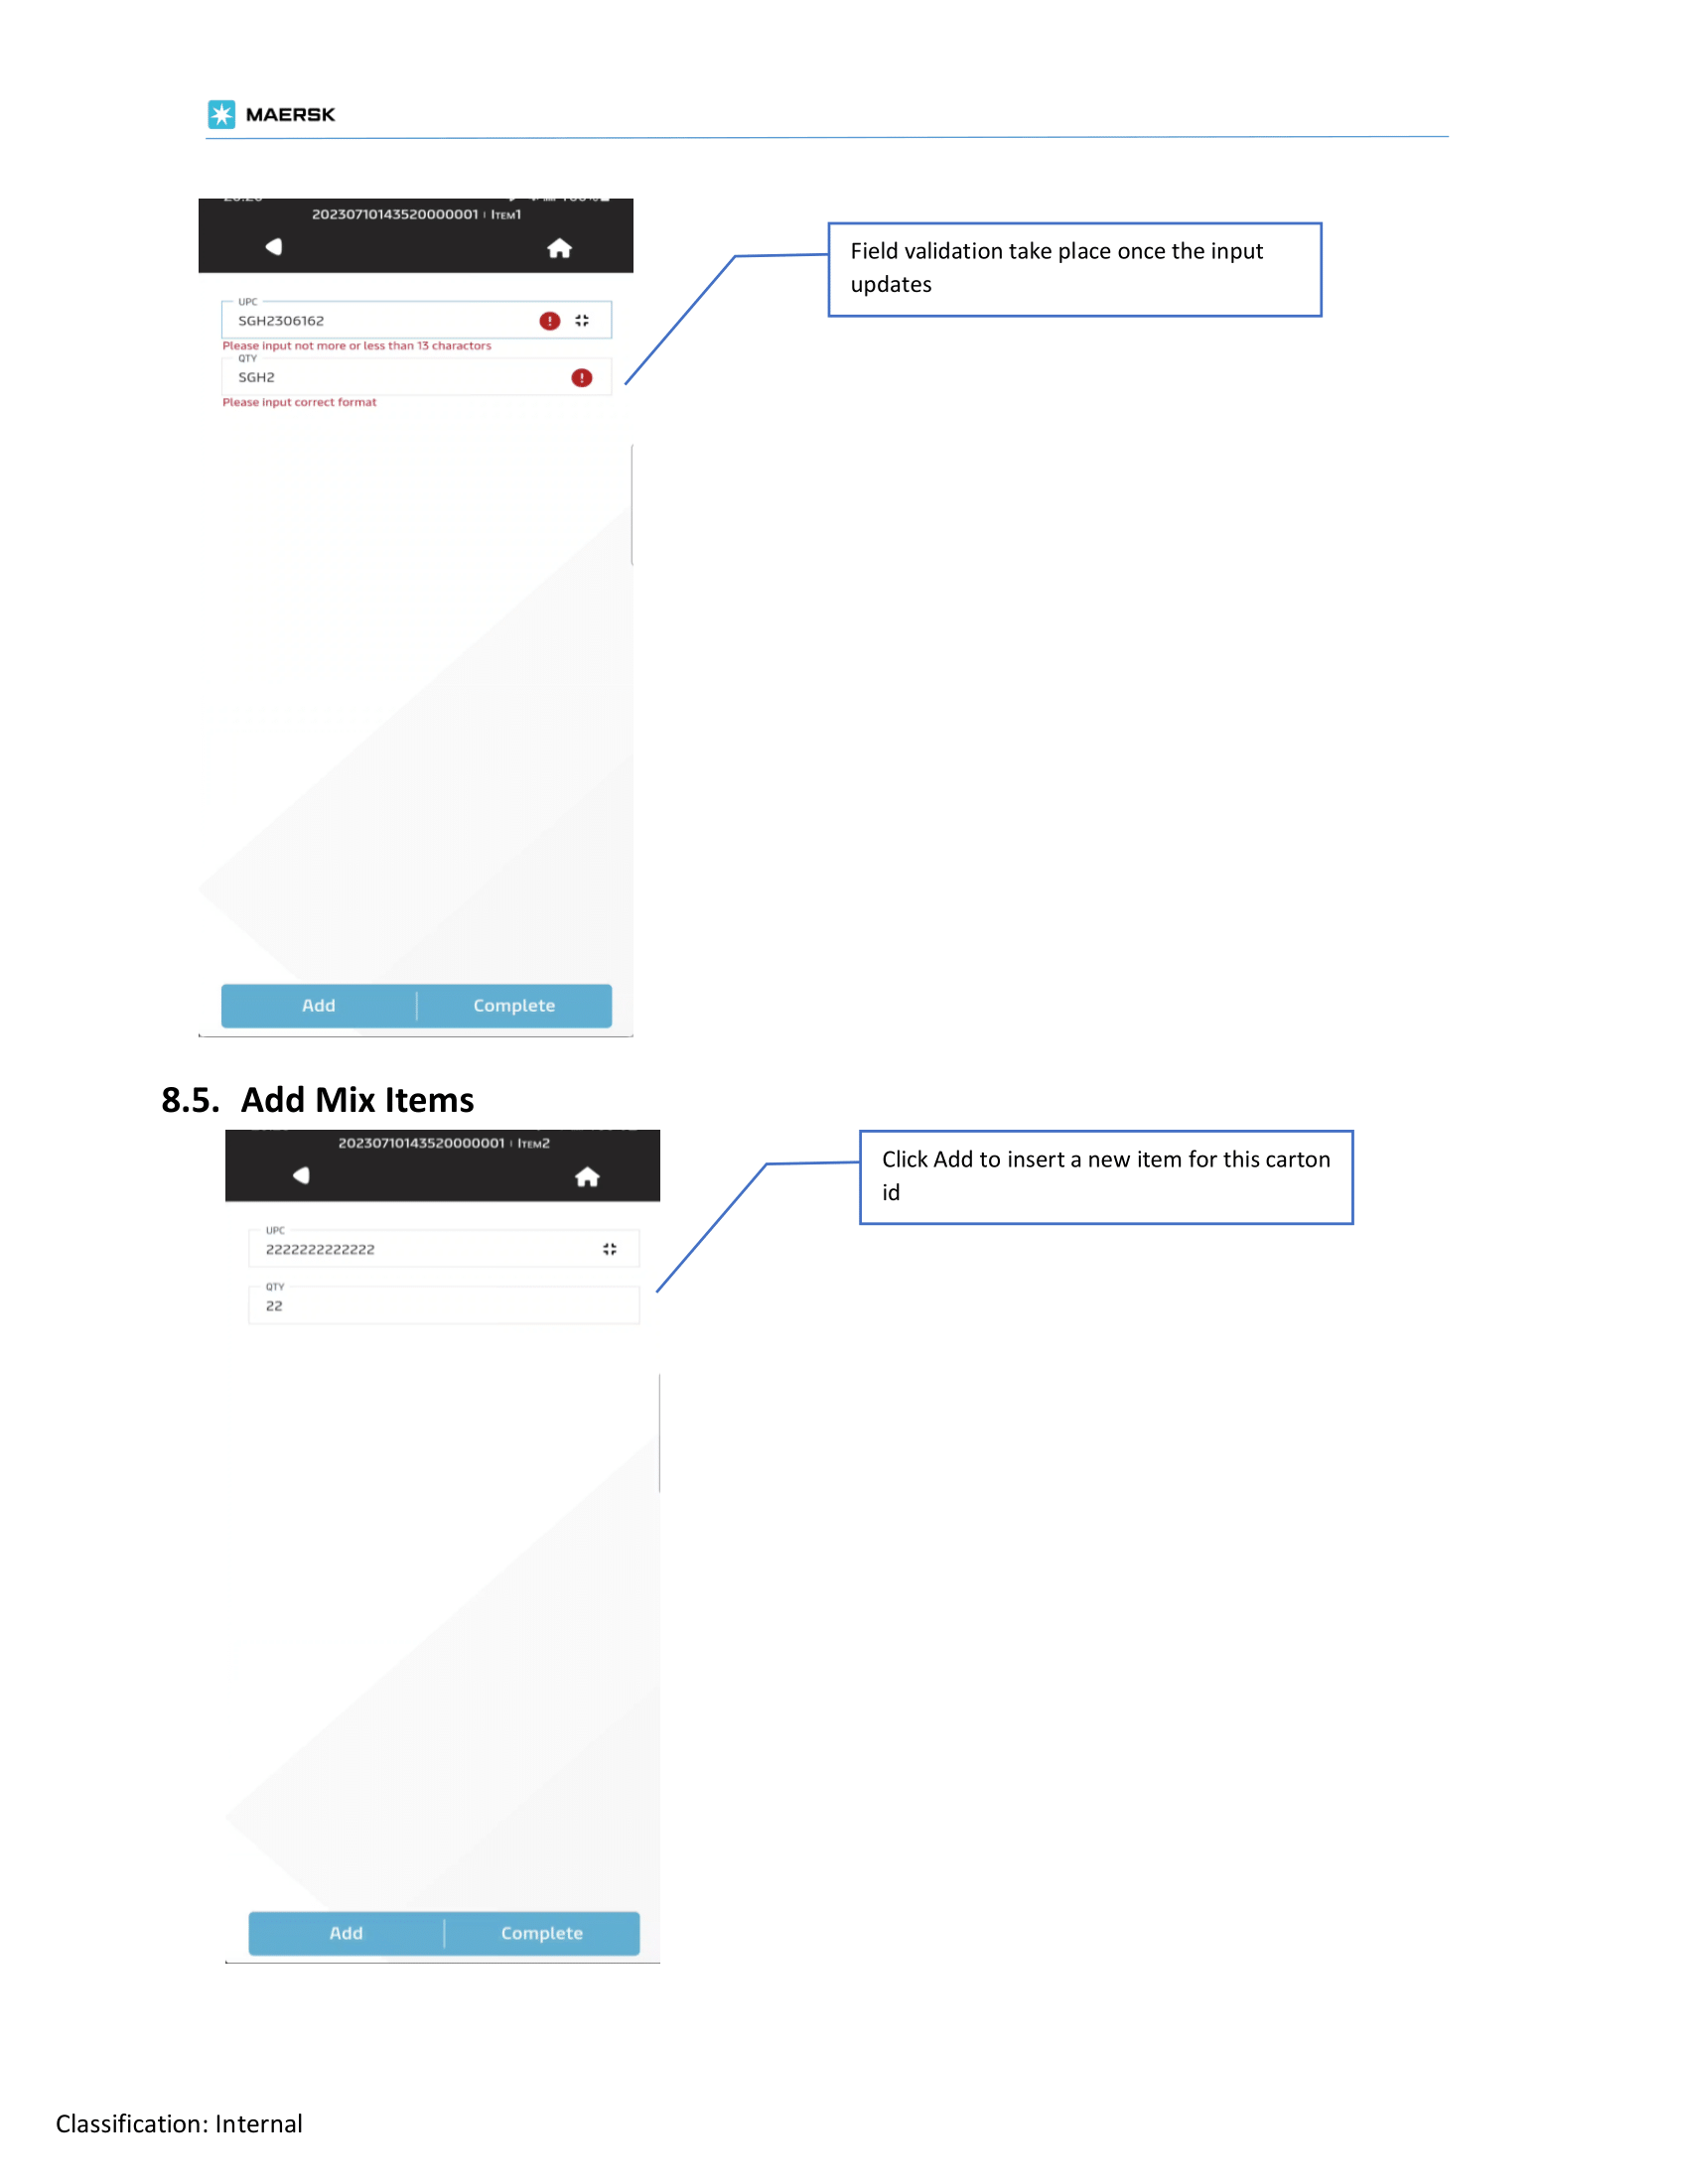 MAERSK
20230710143520000001 | ITEM1
Field validation take place once the input
updates
UPC
SGH2306162
Please input not more or less than 13 charactors
QTY
SGH2
Please input correct format
Add
Complete
8.5. Add Mix Items
20230710143520000001 | ITEM2
Click Add to insert a new item for this carton
id
UPC
2222222222222
QTY
22
Add
Complete
Classification: Internal